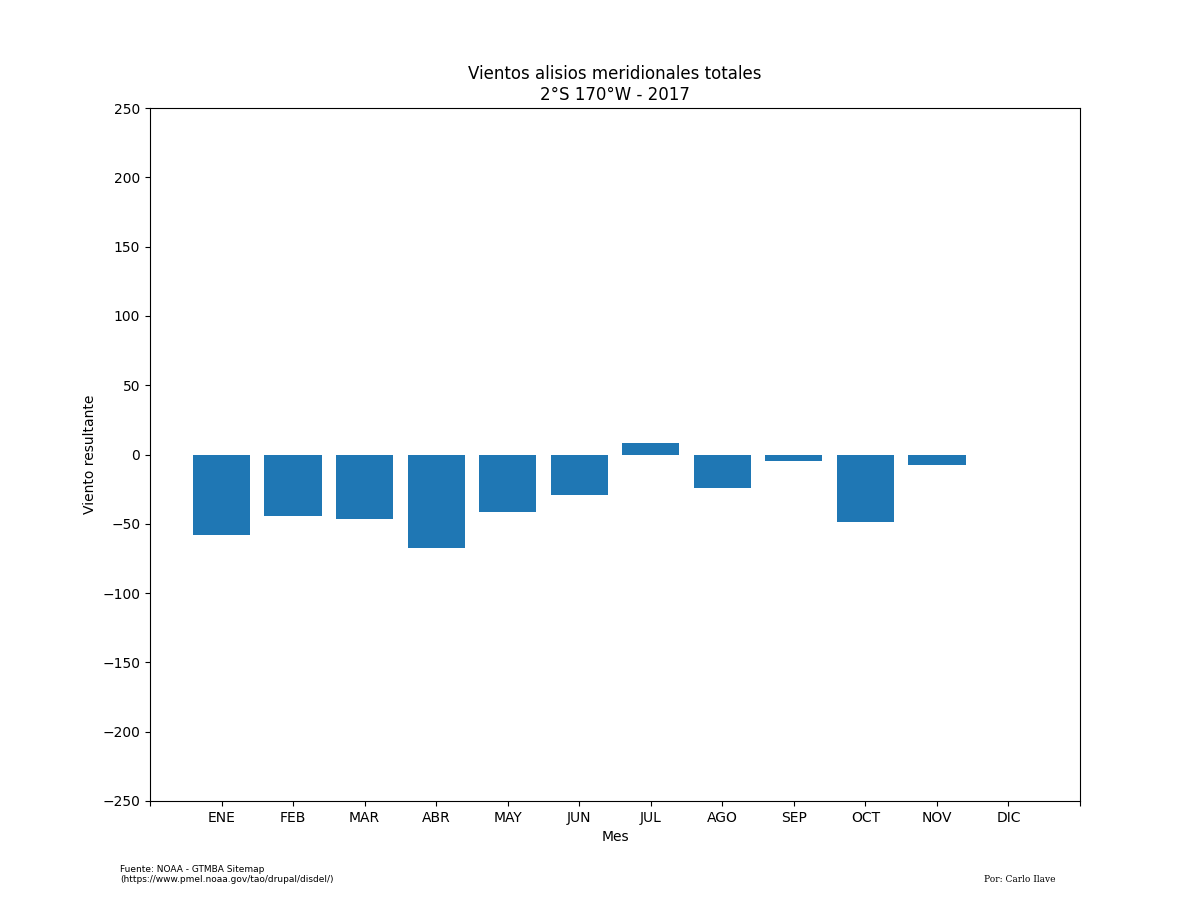 Vientos alisios meridionales totales
2°S 170°W - 2017
250
200
150
100
50
0
−50
−100
−150
−200
−250
Viento resultante
ENE FEB MAR ABR MAY JUN JUL AGO SEP OCT NOV DIC
Mes
Fuente: NOAA - GTMBA Sitemap
(https://www.pmel.noaa.gov/tao/drupal/disdel/)
Por: Carlo Ilave